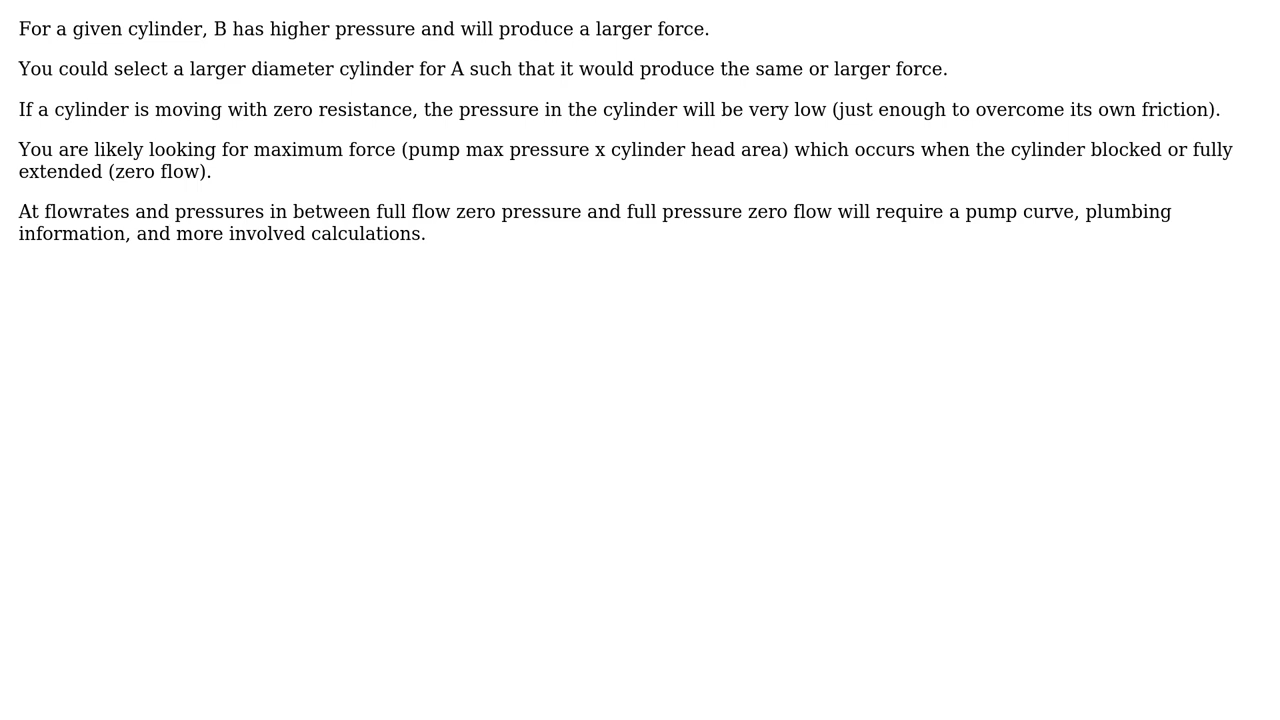 For a given cylinder, B has higher pressure and will produce a larger force.
You could select a larger diameter cylinder for A such that it would produce the same or larger force.
If a cylinder is moving with zero resistance, the pressure in the cylinder will be very low (just enough to overcome its own friction).
You are likely looking for maximum force (pump max pressure x cylinder head area) which occurs when the cylinder blocked or fully
extended (zero flow).
At flowrates and pressures in between full flow zero pressure and full pressure zero flow will require a pump curve, plumbing
information, and more involved calculations.